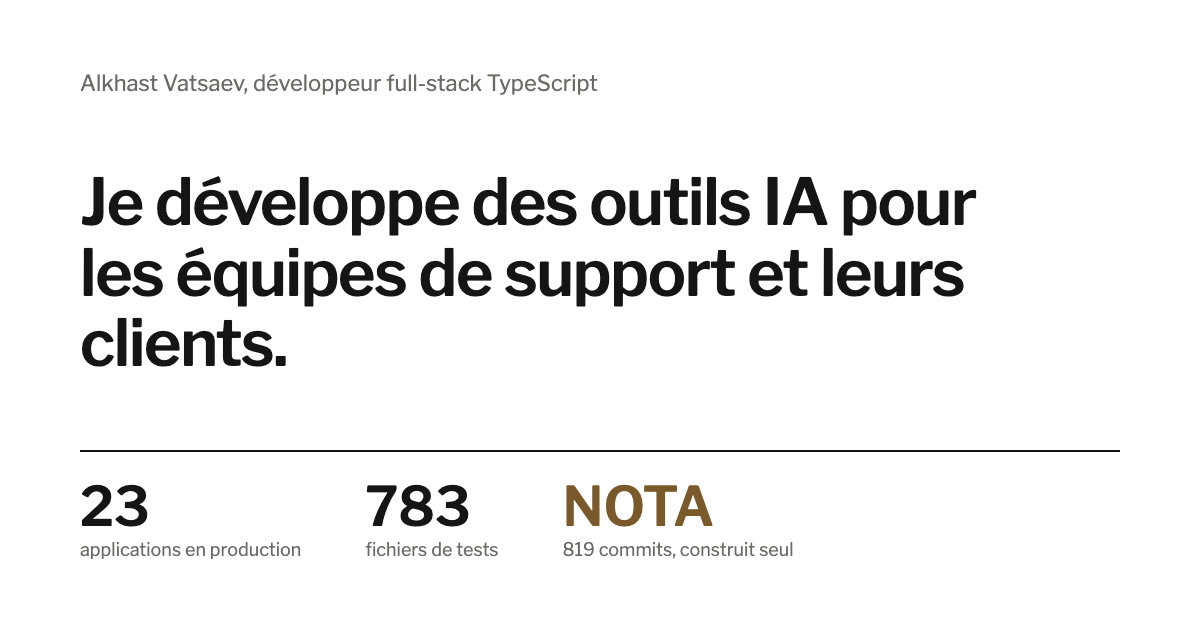 Alkhast Vatsaev, développeur full-stack TypeScript
Je développe des outils IA pour
les équipes de support et leurs
clients.
23
applications en production
783
fichiers de tests
NOTA
819 commits, construit seul